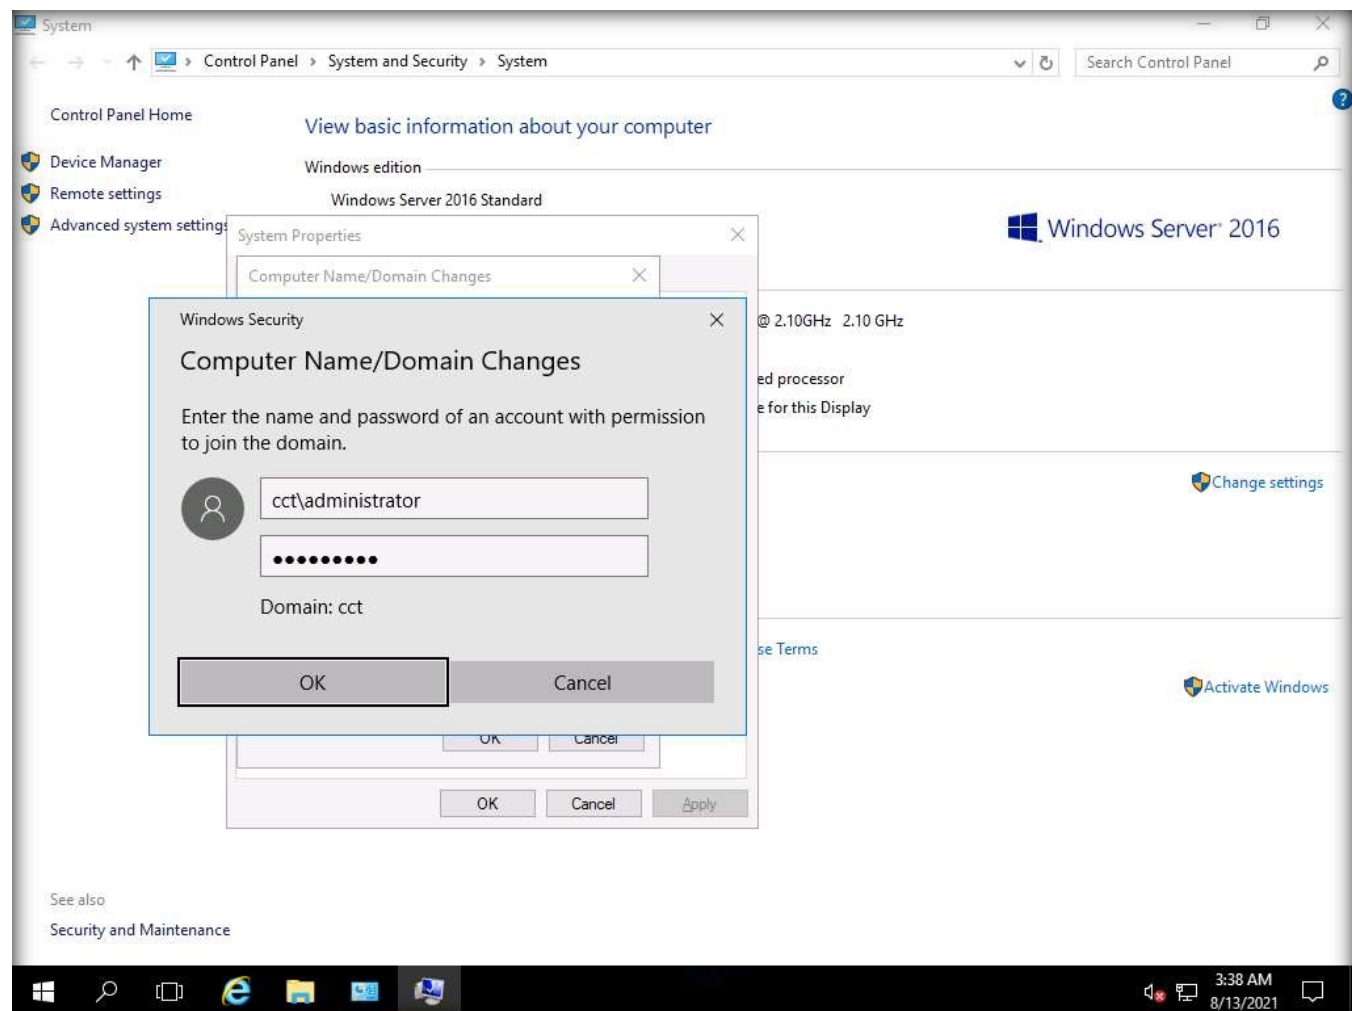 System
Control Panel › System and Security › System
Search Control Panel
Control Panel Home
Device Manager
Remote settings
Advanced system settings
View basic information about your computer
Windows edition
Windows Server 2016 Standard
Windows Server® 2016
System Properties
Computer Name/Domain Changes
Windows Security
Computer Name/Domain Changes
Enter the name and password of an account with permission
to join the domain.
cct\administrator
•••••••••
Domain: cct
OK Cancel
@ 2.10GHz 2.10 GHz
ed processor
e for this Display
Change settings
se Terms
Activate Windows
OK Cancel
OK Cancel Apply
See also
Security and Maintenance
3:38 AM
8/13/2021